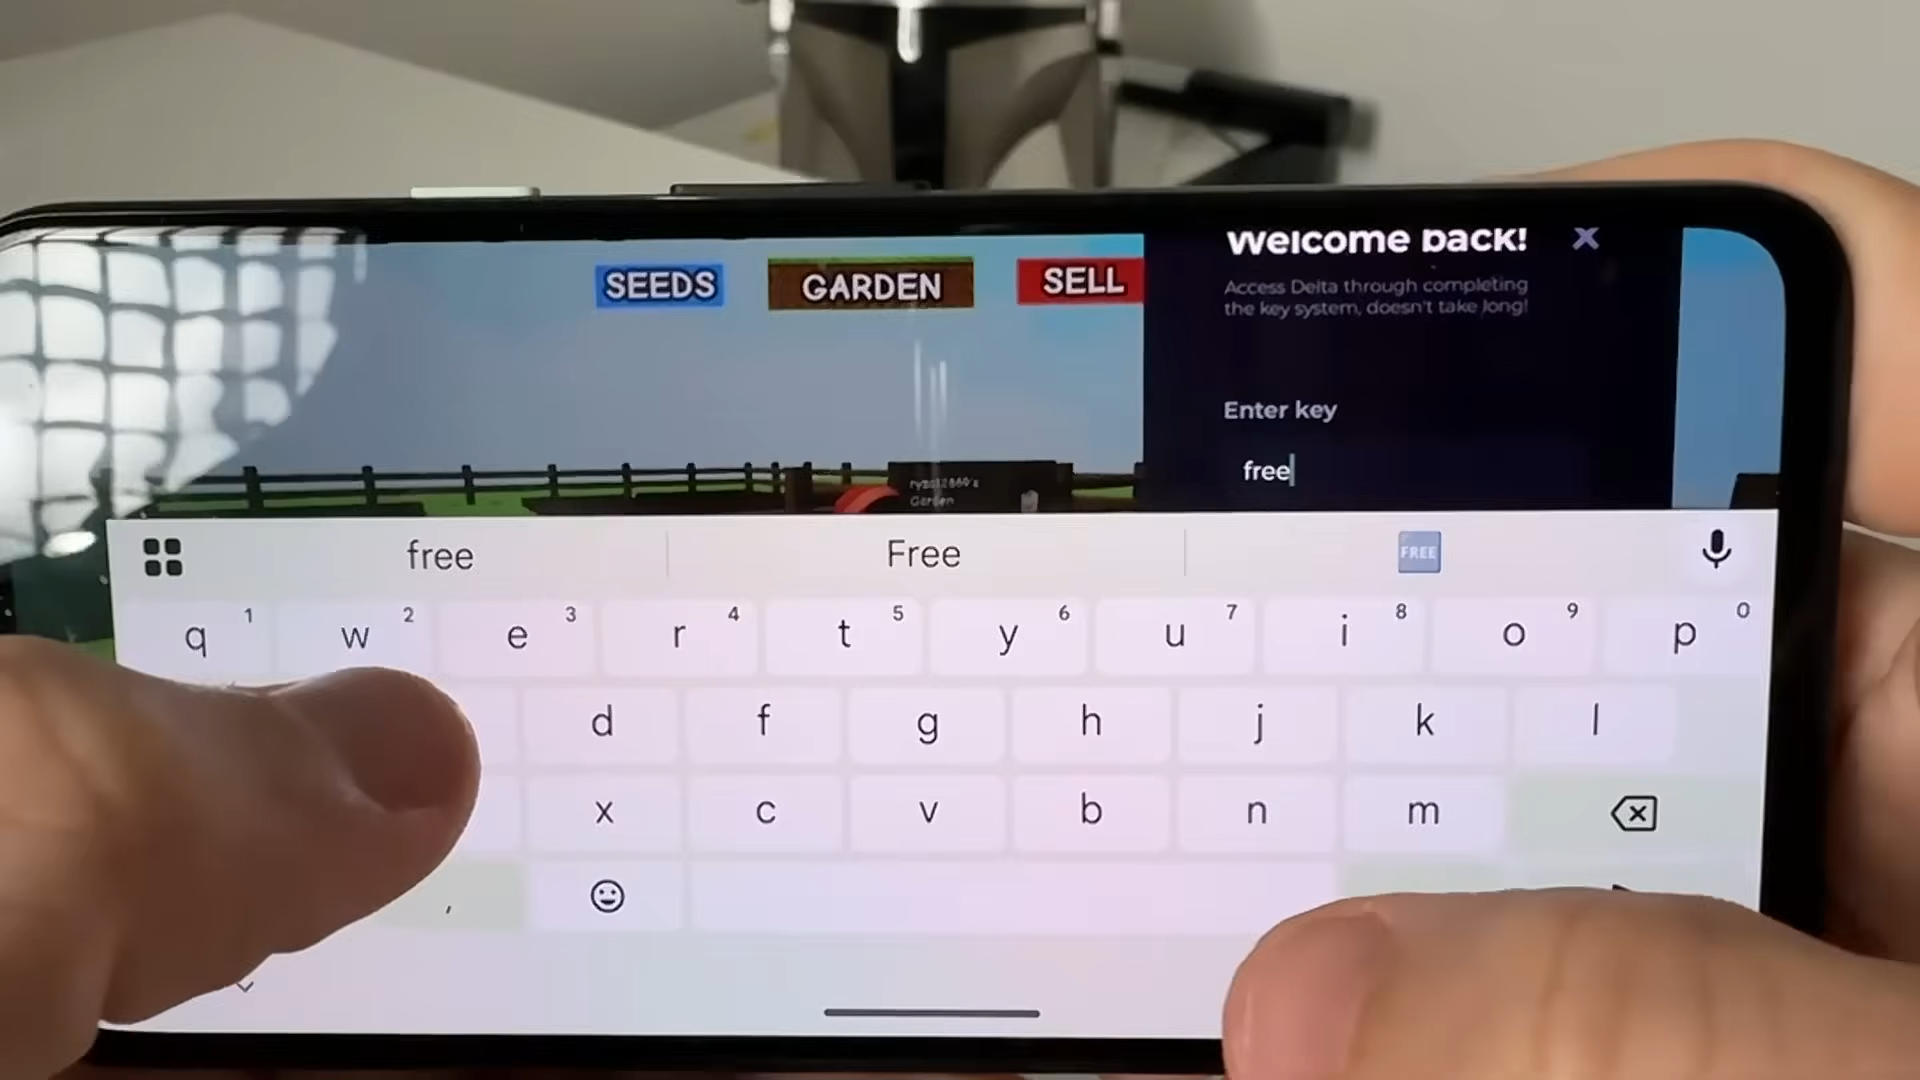 SEEDS
GARDEN
SELL
Welcome back!
Access Delta through completing
the key system, doesn't take long!
Enter key
free
Garden
free
Free
FREE
q 1 w 2 e 3 r 4 t 5 y 6 u 7 i 8 o 9 p 0
d f g h j k l
x c v b n m
,